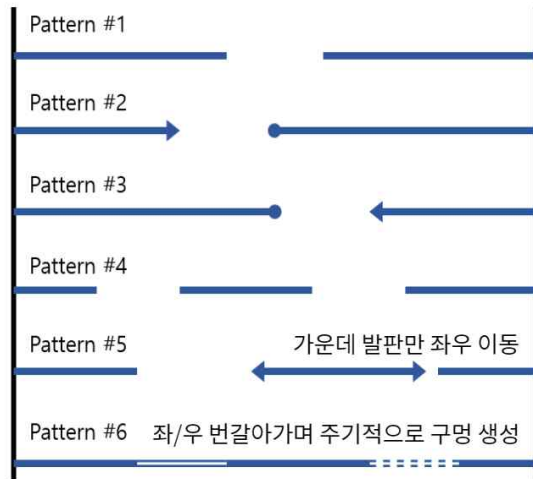 Pattern #1
Pattern #2
Pattern #3
Pattern #4
Pattern #5
가운데 발판만 좌우 이동
Pattern #6
좌/우 번갈아가며 주기적으로 구멍 생성